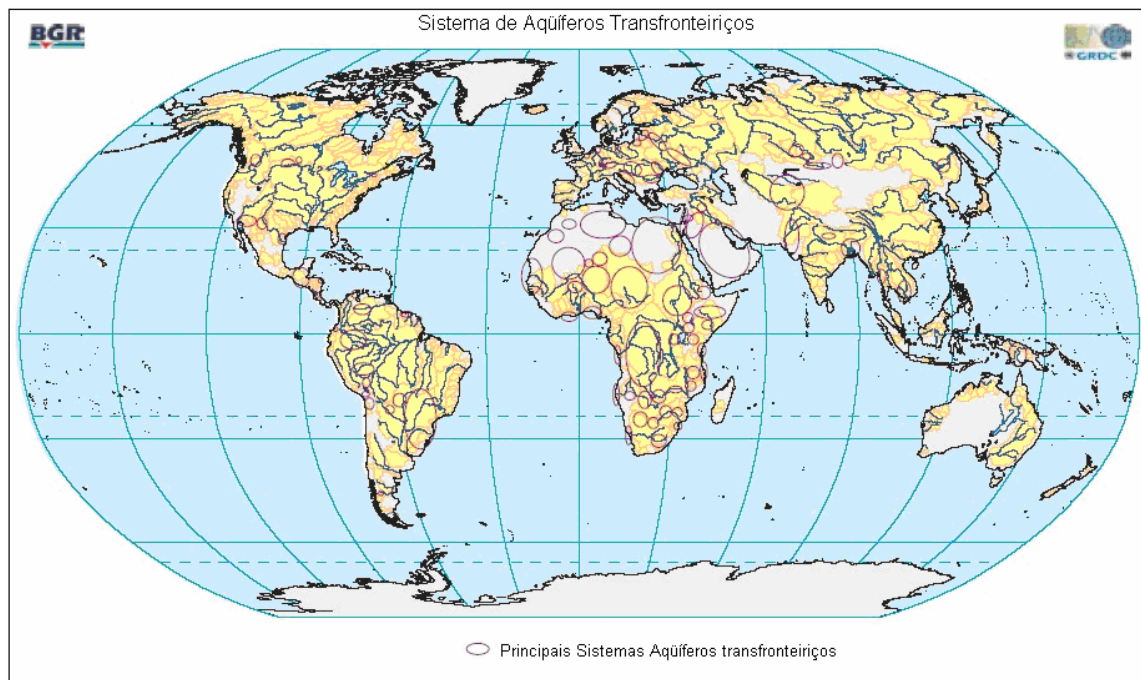 Sistema de Aqüíferos Transfronteiriços
BGR
GRDC
Principais Sistemas Aqüíferos transfronteiriços